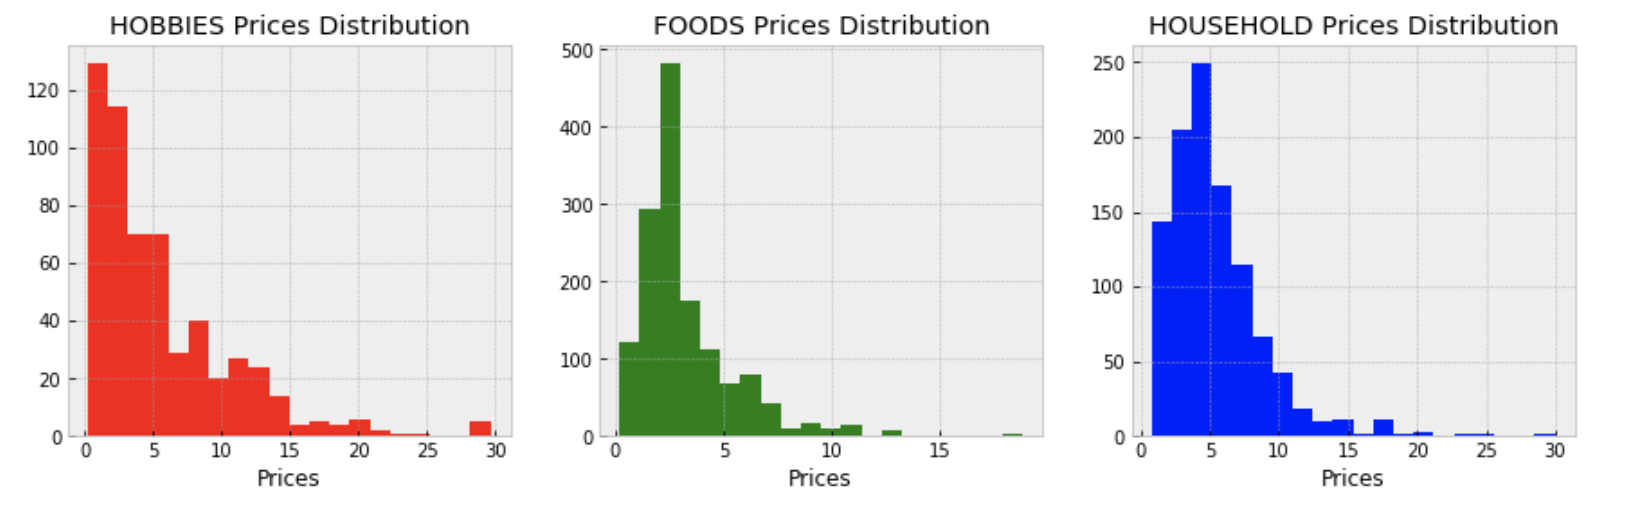 HOBBIES Prices Distribution
120
100
80
60
40
20
0
0 5 10 15 20 25 30
Prices
FOODS Prices Distribution
500
400
300
200
100
0
0 5 10 15
Prices
HOUSEHOLD Prices Distribution
250
200
150
100
50
0
0 5 10 15 20 25 30
Prices